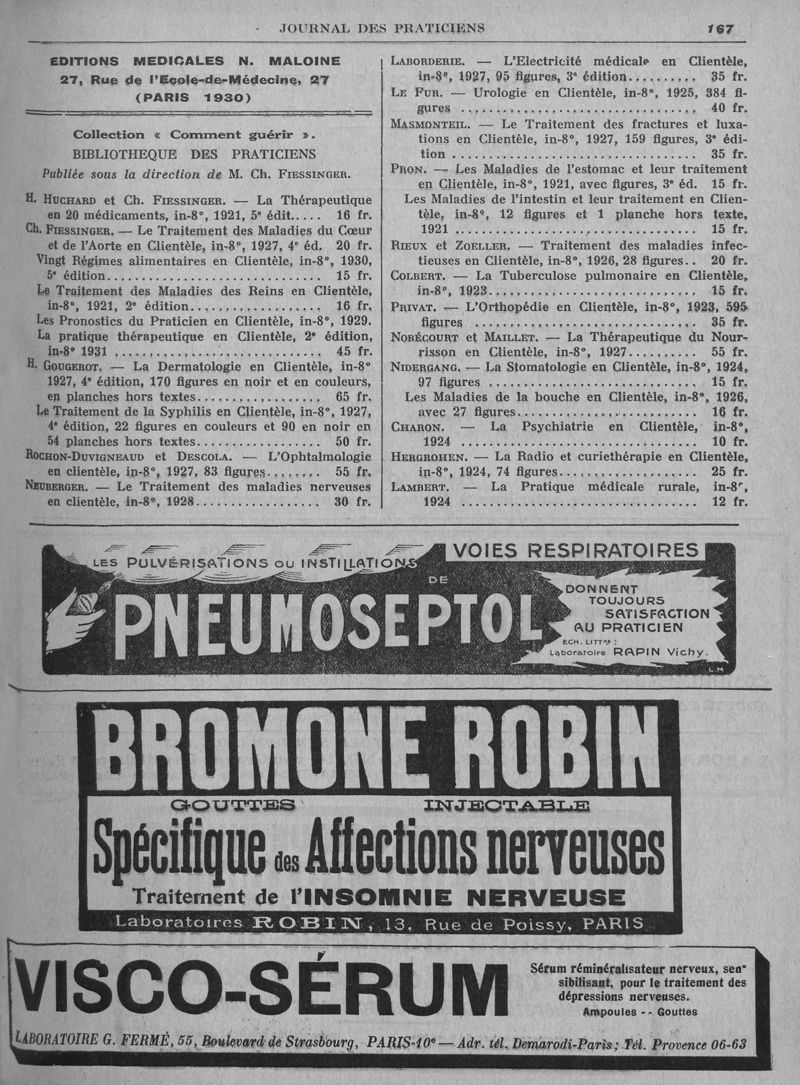 JOURNAL DES PRATICIENS 167
EDITIONS MEDICALES N. MALOINE
27, Rue de l'Ecole-de-Médecine, 27
(PARIS 1930)
Collection « Comment guérir ».
BIBLIOTHEQUE DES PRATICIENS
Publiée sous la direction de M. Ch. FIESSINGER.
H. HUCHARD et Ch. FIESSINGER. — La Thérapeutique
en 20 médicaments, in-8°, 1921, 5e édit..... 16 fr.
Ch. FIESSINGER. — Le Traitement des Maladies du Cœur
et de l'Aorte en Clientèle, in-8°, 1927, 4e éd. 20 fr.
Vingt Régimes alimentaires en Clientèle, in-8°, 1930,
5e édition................................ 15 fr.
Le Traitement des Maladies des Reins en Clientèle,
in-8°, 1921, 2e édition.................... 16 fr.
Les Pronostics du Praticien en Clientèle, in-8°, 1929.
La pratique thérapeutique en Clientèle, 2e édition,
in-8° 1931 ................................ 45 fr.
H. GOUGEROT. — La Dermatologie en Clientèle, in-8°
1927, 4e édition, 170 figures en noir et en couleurs,
en planches hors textes.................... 65 fr.
Le Traitement de la Syphilis en Clientèle, in-8°, 1927,
4e édition, 22 figures en couleurs et 90 en noir en
54 planches hors textes.................... 50 fr.
ROCHON-DUVIGNEAUD et DESCOLA. — L'Ophtalmologie
en clientèle, in-8°, 1927, 83 figures........ 55 fr.
NEUBERGER. — Le Traitement des maladies nerveuses
en clientèle, in-8°, 1928.................... 30 fr.
LABORDERIE. — L'Electricité médicale en Clientèle,
in-8°, 1927, 95 figures, 3e édition.......... 35 fr.
LE FUR. — Urologie en Clientèle, in-8°, 1925, 384 fi-
gures .................................... 40 fr.
MASMONTEIL. — Le Traitement des fractures et luxa-
tions en Clientèle, in-8°, 1927, 159 figures, 3e édi-
tion ..................................... 35 fr.
PRON. — Les Maladies de l'estomac et leur traitement
en Clientèle, in-8°, 1921, avec figures, 3e éd. 15 fr.
Les Maladies de l'intestin et leur traitement en Clien-
tèle, in-8°, 12 figures et 1 planche hors texte,
1921 ..................................... 15 fr.
RIEUX et ZOELLER. — Traitement des maladies infec-
tieuses en Clientèle, in-8°, 1926, 28 figures.. 20 fr.
COLBERT. — La Tuberculose pulmonaire en Clientèle,
in-8°, 1923................................ 15 fr.
PRIVAT. — L'Orthopédie en Clientèle, in-8°, 1923, 595
figures .................................. 35 fr.
NOBÉCOURT et MAILLET. — La Thérapeutique du Nour-
risson en Clientèle, in-8°, 1927.......... 55 fr.
NIDERGANG. — La Stomatologie en Clientèle, in-8°, 1924,
97 figures ................................ 15 fr.
Les Maladies de la bouche en Clientèle, in-8°, 1926,
avec 27 figures............................ 16 fr.
CHARON. — La Psychiatrie en Clientèle, in-8°,
1924 ..................................... 10 fr.
HERGROHEN. — La Radio et curiethérapie en Clientèle,
in-8°, 1924, 74 figures.................... 25 fr.
LAMBERT. — La Pratique médicale rurale, in-8°,
1924 ..................................... 12 fr.
LES PULVÉRISATIONS OU INSTILLATIONS
DE
PNEUMOSEPTOL
VOIES RESPIRATOIRES
DONNENT
TOUJOURS
SATISFACTION
AU PRATICIEN
ECH. LITTre :
Laboratoire RAPIN Vichy.
L.M
BROMONE ROBIN
GOUTTES INJECTABLE
Spécifique des Affections nerveuses
Traitement de l'INSOMNIE NERVEUSE
Laboratoires ROBIN, 13, Rue de Poissy, PARIS
VISCO-SÉRUM
Sérum réminéralisateur nerveux, sen-
sibilisant, pour le traitement des
dépressions nerveuses.
Ampoules -- Gouttes
LABORATOIRE G. FERMÉ, 55, Boulevard de Strasbourg, PARIS-10e — Adr. tél. Demarodi-Paris ; Tél. Provence 06-63